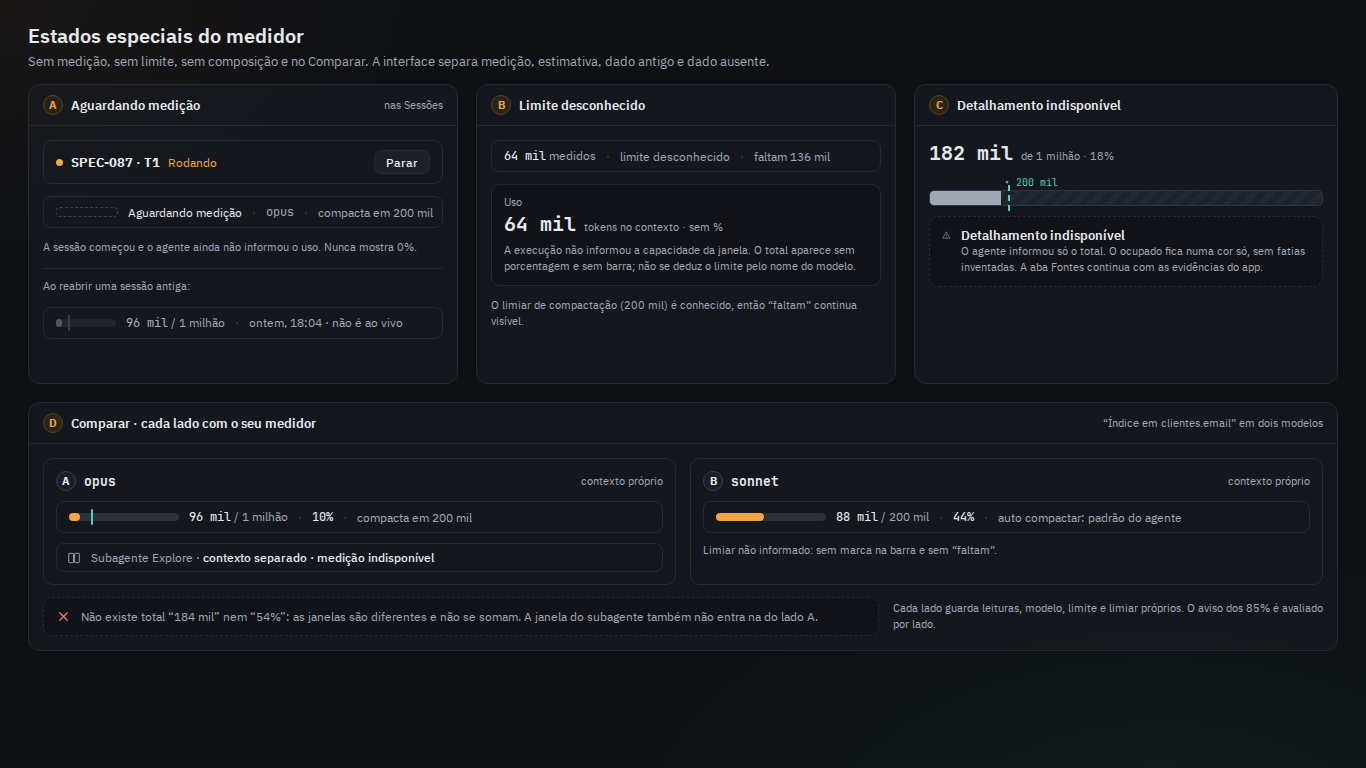 Estados especiais do medidor
Sem medição, sem limite, sem composição e no Comparar. A interface separa medição, estimativa, dado antigo e dado ausente.
A Aguardando medição nas Sessões
SPEC-087 · T1 Rodando Parar
Aguardando medição · opus · compacta em 200 mil
A sessão começou e o agente ainda não informou o uso. Nunca mostra 0%.
Ao reabrir uma sessão antiga:
96 mil / 1 milhão · ontem, 18:04 · não é ao vivo
B Limite desconhecido
64 mil medidos · limite desconhecido · faltam 136 mil
Uso
64 mil tokens no contexto · sem %
A execução não informou a capacidade da janela. O total aparece sem
porcentagem e sem barra; não se deduz o limite pelo nome do modelo.
O limiar de compactação (200 mil) é conhecido, então “faltam” continua
visível.
C Detalhamento indisponível
182 mil de 1 milhão · 18%
200 mil
Detalhamento indisponível
O agente informou só o total. O ocupado fica numa cor só, sem fatias
inventadas. A aba Fontes continua com as evidências do app.
D Comparar · cada lado com o seu medidor “Índice em clientes.email” em dois modelos
A opus contexto próprio
96 mil / 1 milhão · 10% · compacta em 200 mil
Subagente Explore · contexto separado · medição indisponível
B sonnet contexto próprio
88 mil / 200 mil · 44% · auto compactar: padrão do agente
Limiar não informado: sem marca na barra e sem “faltam”.
Não existe total “184 mil” nem “54%”: as janelas são diferentes e não se somam. A janela do subagente também não entra na do lado A.
Cada lado guarda leituras, modelo, limite e limiar próprios. O aviso dos 85% é avaliado
por lado.